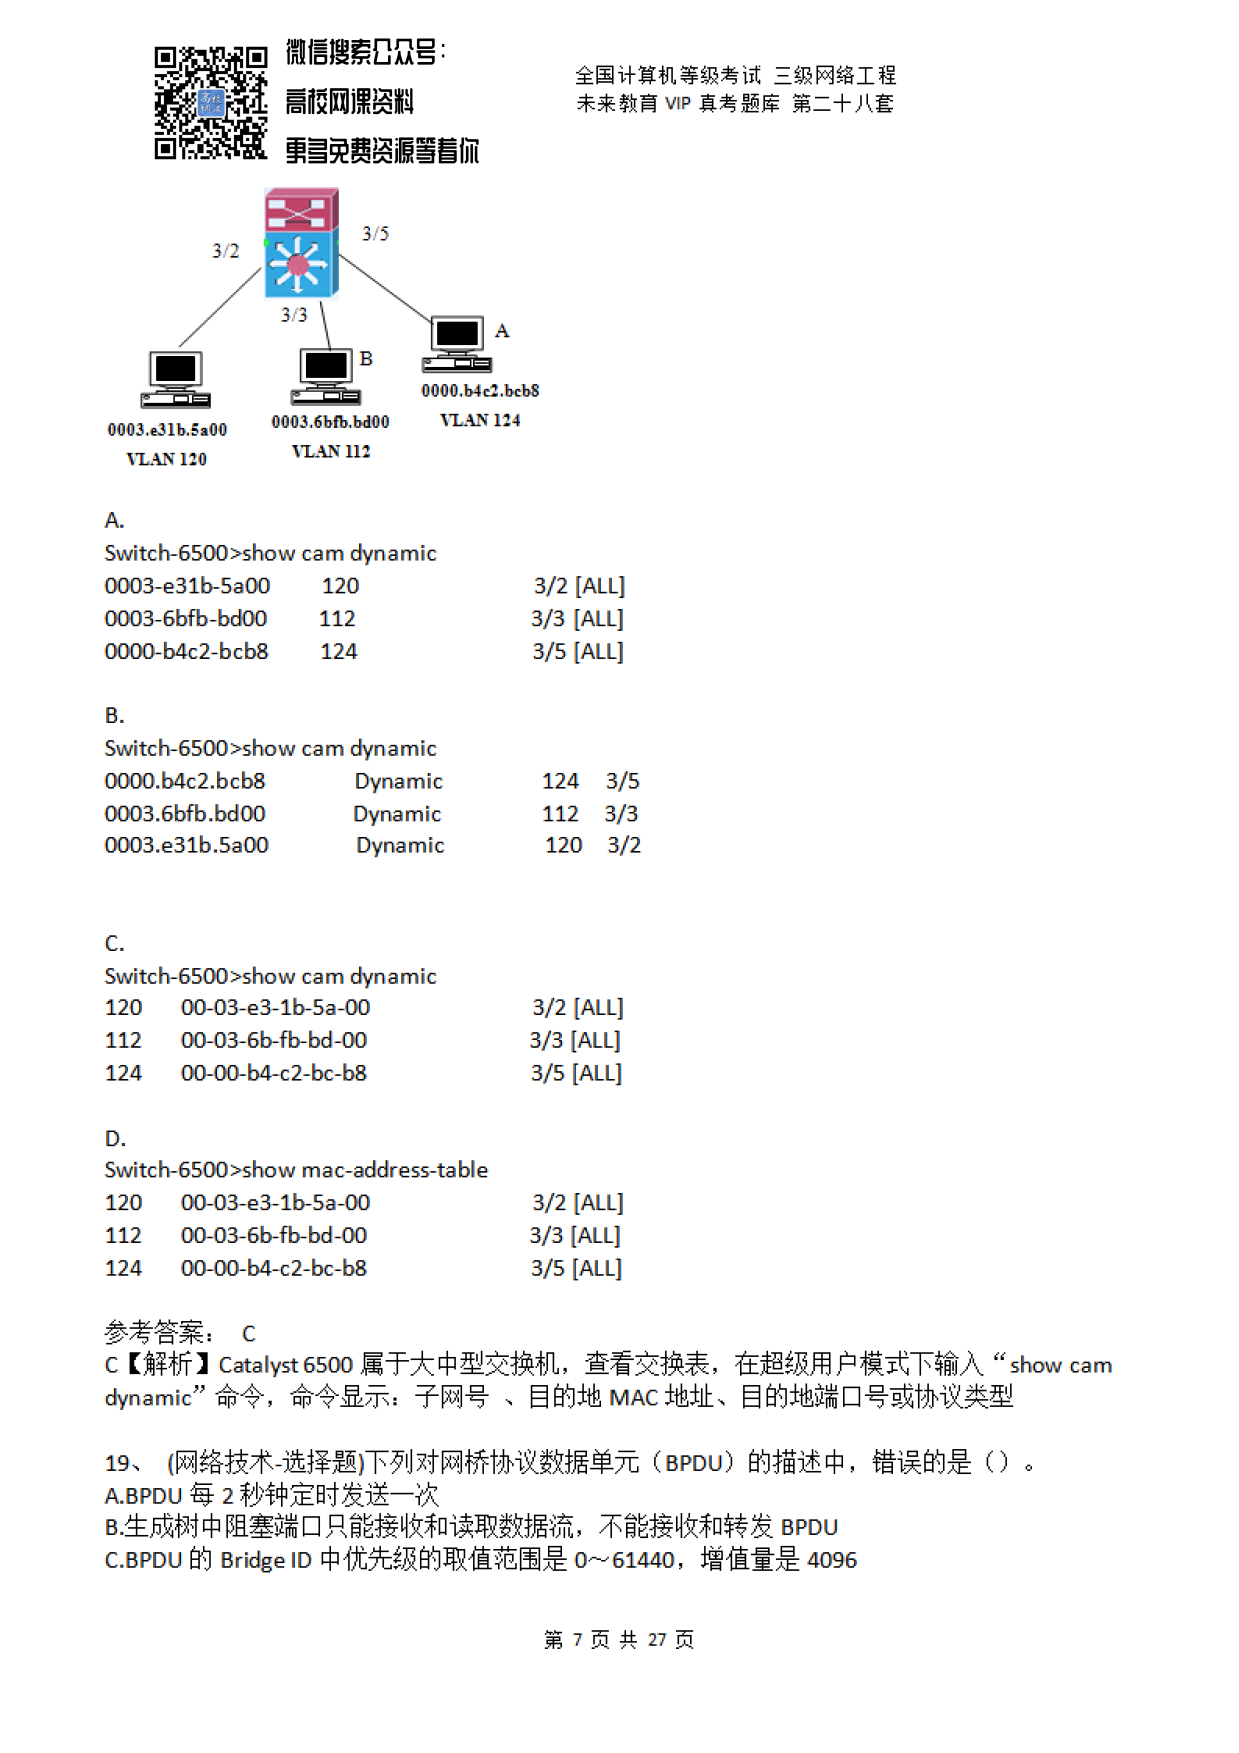 微信搜索公众号：
高校网课资料
更多免费资源等着你
高校
网课
全国计算机等级考试 三级网络工程
未来教育 VIP 真考题库 第二十八套
3/2
3/5
3/3
A
B
0000.b4c2.bcb8
VLAN 124
0003.6bfb.bd00
VLAN 112
0003.e31b.5a00
VLAN 120
A.
Switch-6500>show cam dynamic
0003-e31b-5a00 120 3/2 [ALL]
0003-6bfb-bd00 112 3/3 [ALL]
0000-b4c2-bcb8 124 3/5 [ALL]
B.
Switch-6500>show cam dynamic
0000.b4c2.bcb8 Dynamic 124 3/5
0003.6bfb.bd00 Dynamic 112 3/3
0003.e31b.5a00 Dynamic 120 3/2
C.
Switch-6500>show cam dynamic
120 00-03-e3-1b-5a-00 3/2 [ALL]
112 00-03-6b-fb-bd-00 3/3 [ALL]
124 00-00-b4-c2-bc-b8 3/5 [ALL]
D.
Switch-6500>show mac-address-table
120 00-03-e3-1b-5a-00 3/2 [ALL]
112 00-03-6b-fb-bd-00 3/3 [ALL]
124 00-00-b4-c2-bc-b8 3/5 [ALL]
参考答案： C
C【解析】Catalyst 6500 属于大中型交换机，查看交换表，在超级用户模式下输入“show cam
dynamic”命令，命令显示：子网号 、目的地 MAC 地址、目的地端口号或协议类型
19、 (网络技术-选择题)下列对网桥协议数据单元（BPDU）的描述中，错误的是（）。
A.BPDU 每 2 秒钟定时发送一次
B.生成树中阻塞端口只能接收和读取数据流，不能接收和转发 BPDU
C.BPDU 的 Bridge ID 中优先级的取值范围是 0～61440，增值量是 4096
第 7 页 共 27 页